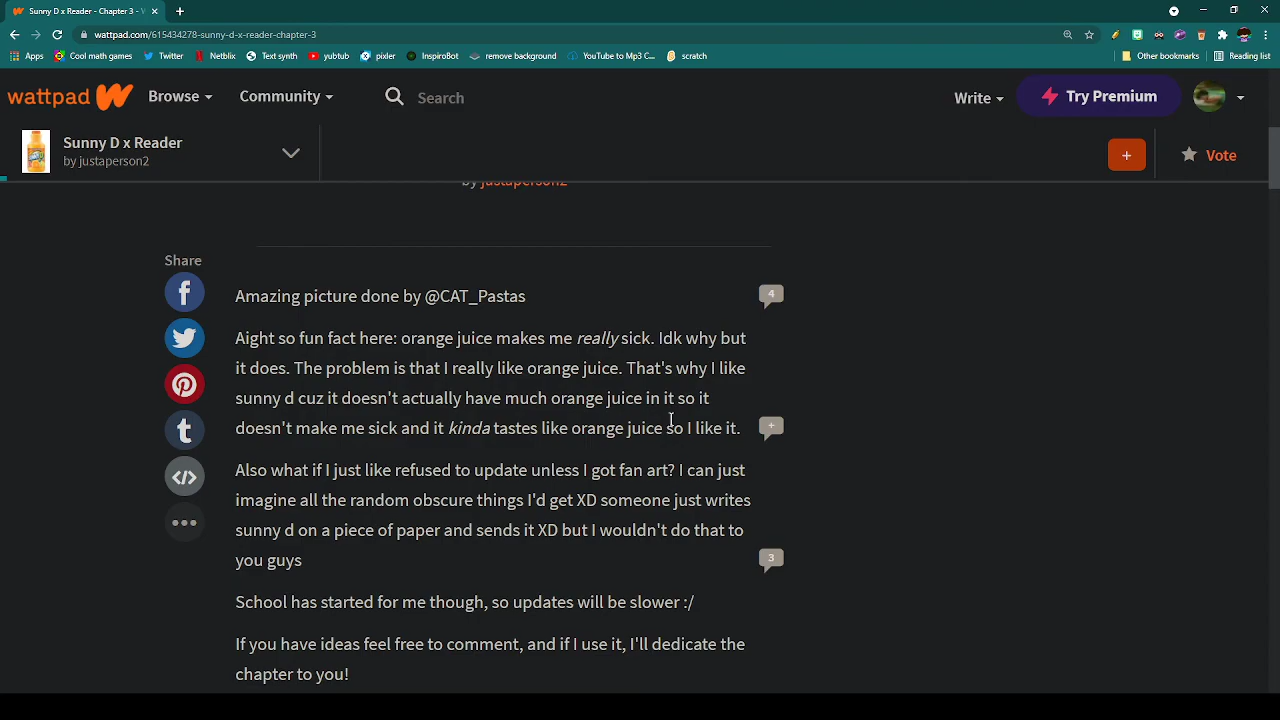 Sunny D x Reader - Chapter 3 - V
wattpad.com/615434278-sunny-d-x-reader-chapter-3
Apps
Cool math games
Twitter
Netblix
Text synth
yubtub
pixler
InspiroBot
remove background
YouTube to Mp3 C...
scratch
Other bookmarks
Reading list
wattpad
Browse
Community
Search
Write
Try Premium
Sunny D x Reader
by justaperson2
+
Vote
by justaperson2
Share
Amazing picture done by @CAT_Pastas
4
Aight so fun fact here: orange juice makes me really sick. Idk why but
it does. The problem is that I really like orange juice. That's why I like
sunny d cuz it doesn't actually have much orange juice in it so it
doesn't make me sick and it kinda tastes like orange juice so I like it.
+
Also what if I just like refused to update unless I got fan art? I can just
imagine all the random obscure things I'd get XD someone just writes
sunny d on a piece of paper and sends it XD but I wouldn't do that to
you guys
3
School has started for me though, so updates will be slower :/
If you have ideas feel free to comment, and if I use it, I'll dedicate the
chapter to you!